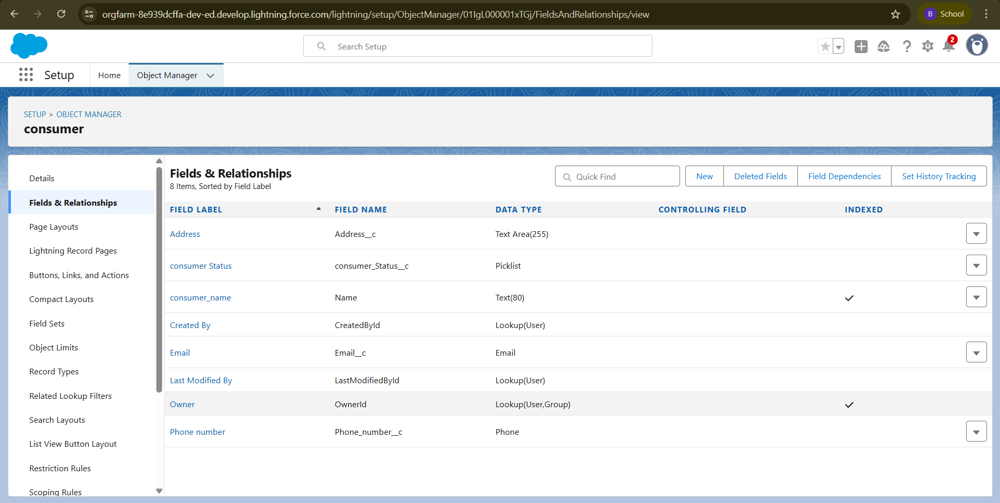 orgfarm-8e939dcffa-dev-ed.develop.lightning.force.com/lightning/setup/ObjectManager/01IgL000001xTGj/FieldsAndRelationships/view
B School
Search Setup
2
Setup Home Object Manager
SETUP > OBJECT MANAGER
consumer
Details
Fields & Relationships
Page Layouts
Lightning Record Pages
Buttons, Links, and Actions
Compact Layouts
Field Sets
Object Limits
Record Types
Related Lookup Filters
Search Layouts
List View Button Layout
Restriction Rules
Scoping Rules
Fields & Relationships
8 Items, Sorted by Field Label
Quick Find New Deleted Fields Field Dependencies Set History Tracking
FIELD LABEL FIELD NAME DATA TYPE CONTROLLING FIELD INDEXED
Address Address__c Text Area(255)
consumer Status consumer_Status__c Picklist
consumer_name Name Text(80)
Created By CreatedById Lookup(User)
Email Email__c Email
Last Modified By LastModifiedById Lookup(User)
Owner OwnerId Lookup(User,Group)
Phone number Phone_number__c Phone